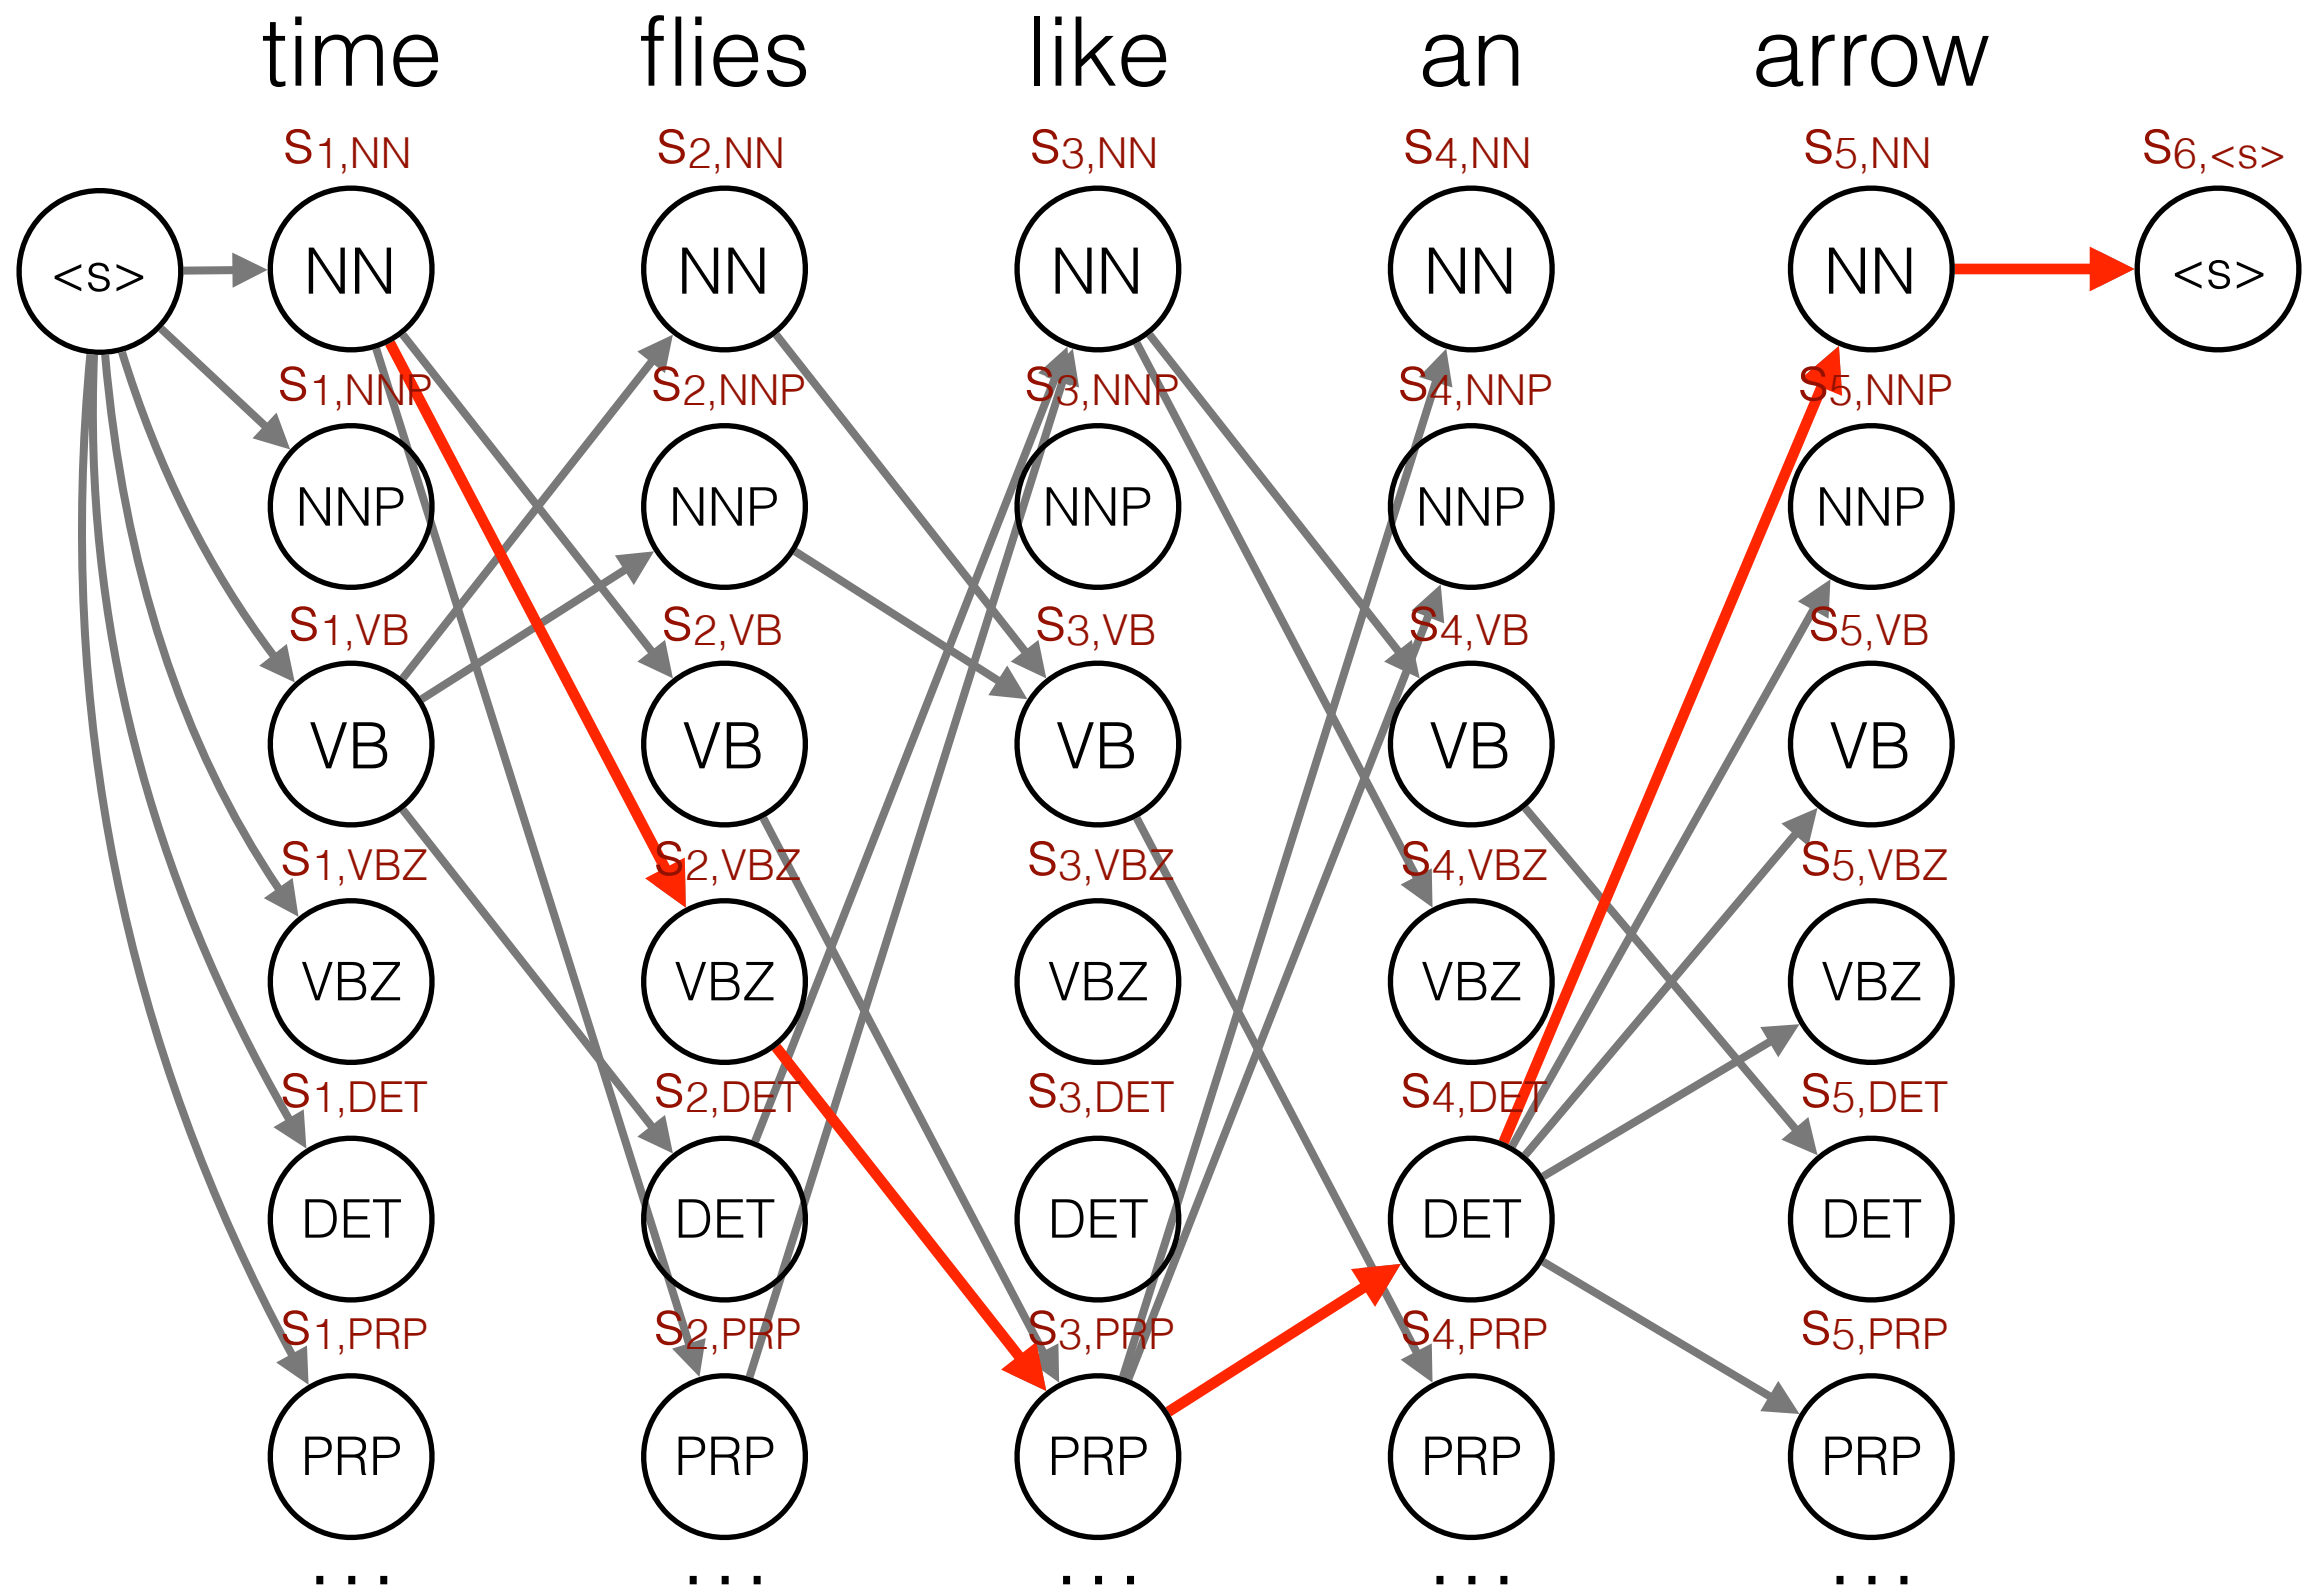 time flies like an arrow
s1,NN s2,NN s3,NN s4,NN s5,NN s6,<s>
<s> NN NN NN NN NN <s>
s1,NNP s2,NNP s3,NNP s4,NNP s5,NNP
NNP NNP NNP NNP NNP
s1,VB s2,VB s3,VB s4,VB s5,VB
VB VB VB VB VB
s1,VBZ s2,VBZ s3,VBZ s4,VBZ s5,VBZ
VBZ VBZ VBZ VBZ VBZ
s1,DET s2,DET s3,DET s4,DET s5,DET
DET DET DET DET DET
s1,PRP s2,PRP s3,PRP s4,PRP s5,PRP
PRP PRP PRP PRP PRP
... ... ... ... ...